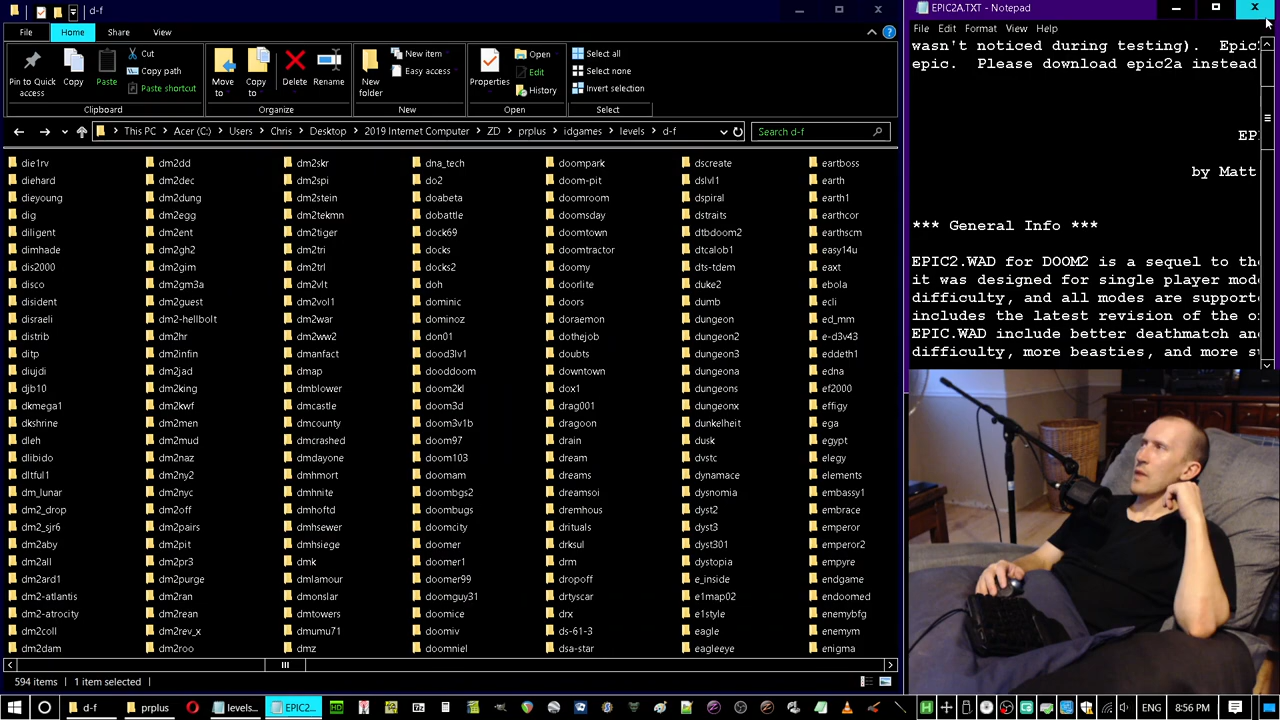 d-f
File
Home
Share
View
Pin to Quick access
Copy
Paste
Cut
Copy path
Paste shortcut
Clipboard
Move to
Copy to
Delete
Rename
Organize
New folder
New item
Easy access
New
Properties
Open
Edit
History
Open
Select all
Select none
Invert selection
Select
This PC > Acer (C:) > Users > Chris > Desktop > 2019 Internet Computer > ZD > prplus > idgames > levels > d-f
Search d-f
die1rv
diehard
dieyoung
dig
diligent
dimhade
dis2000
disco
disident
disraeli
distrib
ditp
diujdi
djb10
dkmega1
dkshrine
dleh
dlibido
dltful1
dm_lunar
dm2_drop
dm2_sjr6
dm2aby
dm2all
dm2ard1
dm2-atlantis
dm2-atrocity
dm2coll
dm2dam
dm2dd
dm2dec
dm2dung
dm2egg
dm2ent
dm2gh2
dm2gim
dm2gm3a
dm2guest
dm2-hellbolt
dm2hr
dm2infin
dm2jad
dm2king
dm2kwf
dm2men
dm2mud
dm2naz
dm2ny2
dm2nyc
dm2off
dm2pairs
dm2pit
dm2pr3
dm2purge
dm2ran
dm2rean
dm2rev_x
dm2roo
dm2skr
dm2spi
dm2stein
dm2tekmn
dm2tiger
dm2tri
dm2trl
dm2vlt
dm2vol1
dm2war
dm2ww2
dmanfact
dmap
dmblower
dmcastle
dmcounty
dmcrashed
dmdayone
dmhmort
dmhnite
dmhoftd
dmhsewer
dmhsiege
dmk
dmlamour
dmonslar
dmtowers
dmumu71
dmz
dna_tech
do2
doabeta
dobattle
dock69
docks
docks2
doh
dominic
dominoz
don01
dood3lv1
dooddoom
doom2kl
doom3d
doom3v1b
doom97
doom103
doomam
doombgs2
doombugs
doomcity
doomer
doomer1
doomer99
doomguy31
doomice
doomiv
doomniel
doompark
doom-pit
doomroom
doomsday
doomtown
doomtractor
doomy
doorlite
doors
doraemon
dothejob
doubts
downtown
dox1
drag001
dragoon
drain
dream
dreams
dreamsoi
dremhous
drituals
drksul
drm
dropoff
drtyscar
drx
ds-61-3
dsa-star
dscreate
dslvl1
dspiral
dstraits
dtbdoom2
dtcalob1
dts-tdem
duke2
dumb
dungeon
dungeon2
dungeon3
dungeona
dungeons
dungeonx
dunkelheit
dusk
dvstc
dynamace
dysnomia
dyst2
dyst3
dyst301
dystopia
e_inside
e1map02
e1style
eagle
eagleeye
eartboss
earth
earth1
earthcor
earthscm
easy14u
eaxt
ebola
ecli
ed_mm
e-d3v43
eddeth1
edna
ef2000
effigy
ega
egypt
elegy
elements
embassy1
embrace
emperor
emperor2
empyre
endgame
endoomed
enemybfg
enemym
enigma
594 items
1 item selected
EPIC2A.TXT - Notepad
File Edit Format View Help
wasn't noticed during testing). Epic
epic. Please download epic2a instead
EP
by Matt
*** General Info ***
EPIC2.WAD for DOOM2 is a sequel to th
it was designed for single player mod
difficulty, and all modes are support
includes the latest revision of the o
EPIC.WAD include better deathmatch an
difficulty, more beasties, and more s
d-f
prplus
levels...
EPIC2...
HD
ENG
8:56 PM